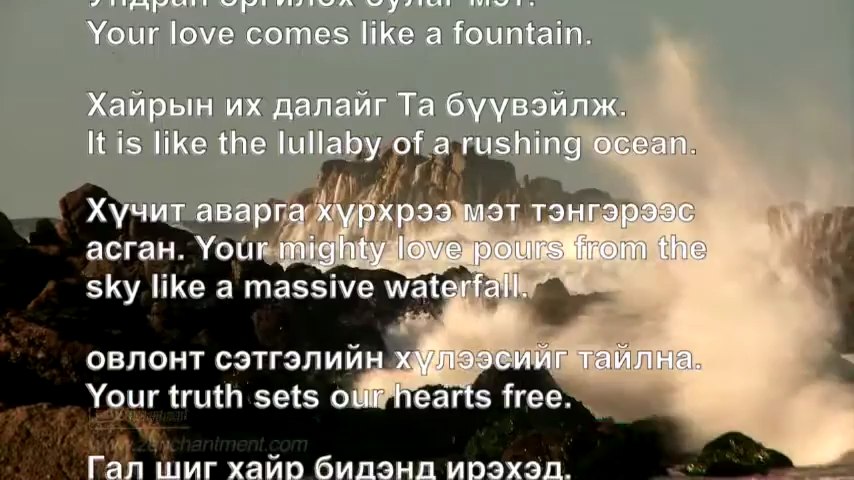 Ундран оргилох булаг мэт.
Your love comes like a fountain.
Хайрын их далайг Та бүүвэйлж.
It is like the lullaby of a rushing ocean.
Хүчит аварга хүрхрээ мэт тэнгэрээс
асган. Your mighty love pours from the
sky like a massive waterfall.
овлонт сэтгэлийн хүлээсийг тайлна.
Your truth sets our hearts free.
www.zenchantment.com
Гал шиг хайр бидэнд ирэхэд.